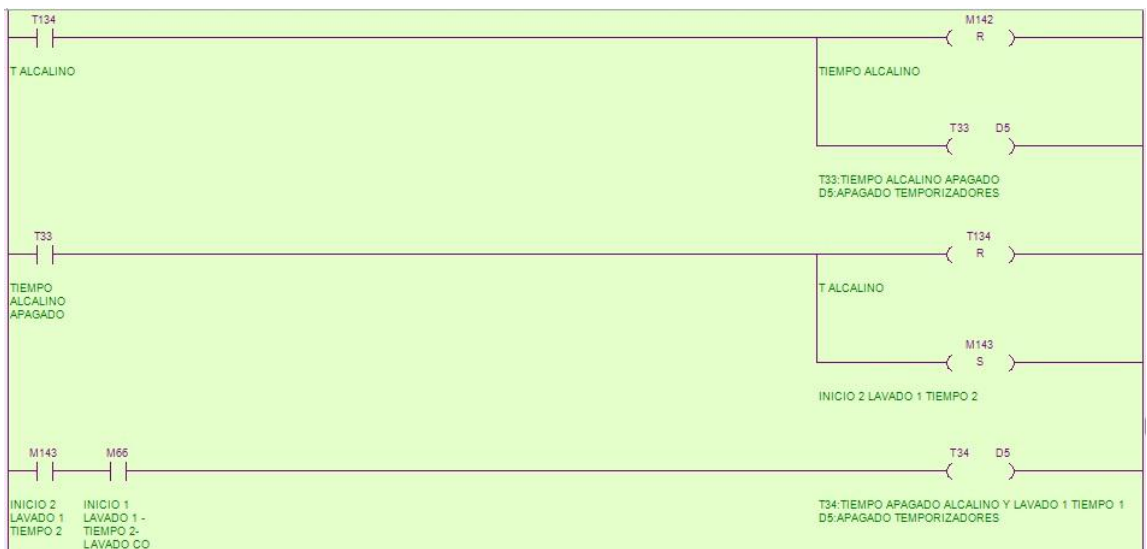 T134
M142
R
T ALCALINO
TIEMPO ALCALINO
T33 D5
T33:TIEMPO ALCALINO APAGADO
D5:APAGADO TEMPORIZADORES
T33
T134
R
TIEMPO
ALCALINO
APAGADO
T ALCALINO
M143
S
INICIO 2 LAVADO 1 TIEMPO 2
M143
M66
T34 D5
INICIO 2
LAVADO 1
TIEMPO 2
INICIO 1
LAVADO 1 -
TIEMPO 2-
LAVADO CO
T34:TIEMPO APAGADO ALCALINO Y LAVADO 1 TIEMPO 1
D5:APAGADO TEMPORIZADORES